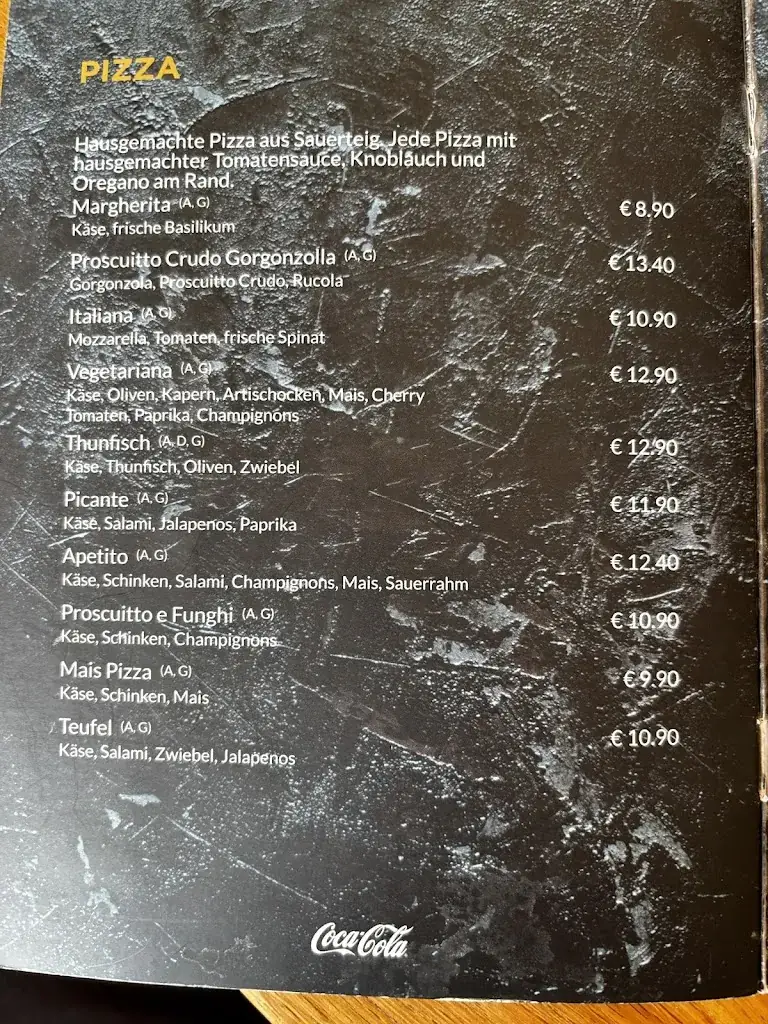 PIZZA
Hausgemachte Pizza aus Sauerteig. Jede Pizza mit
hausgemachter Tomatensauce, Knoblauch und
Oregano am Rand.
Margherita (A, G) € 8.90
Käse, frische Basilikum
Proscuitto Crudo Gorgonzolla (A, G) € 13.40
Gorgonzola, Proscuitto Crudo, Rucola
Italiana (A, G) € 10.90
Mozzarella, Tomaten, frische Spinat
Vegetariana (A, G) € 12.90
Käse, Oliven, Kapern, Artischocken, Mais, Cherry
Tomaten, Paprika, Champignons
Thunfisch (A, D, G) € 12.90
Käse, Thunfisch, Oliven, Zwiebel
Picante (A, G) € 11.90
Käse, Salami, Jalapenos, Paprika
Apetito (A, G) € 12.40
Käse, Schinken, Salami, Champignons, Mais, Sauerrahm
Proscuitto e Funghi (A, G) € 10.90
Käse, Schinken, Champignons
Mais Pizza (A, G) € 9.90
Käse, Schinken, Mais
Teufel (A, G) € 10.90
Käse, Salami, Zwiebel, Jalapenos
Coca-Cola